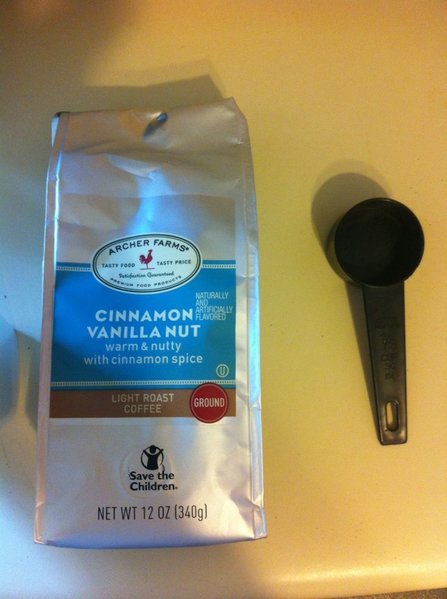 ARCHER FARMS®
TASTY FOOD TASTY PRICE
Satisfaction Guaranteed
PREMIUM FOOD PRODUCTS
CINNAMON
VANILLA NUT
NATURALLY
AND
ARTIFICIALLY
FLAVORED
warm & nutty
with cinnamon spice
U
LIGHT ROAST
COFFEE
GROUND
Save the
Children®
NET WT 12 OZ (340g)